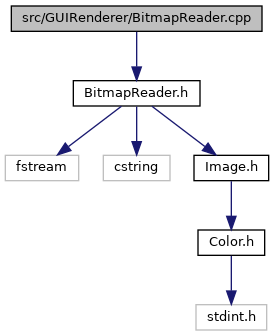 src/GUIRenderer/BitmapReader.cpp
BitmapReader.h
fstream
cstring
Image.h
Color.h
stdint.h